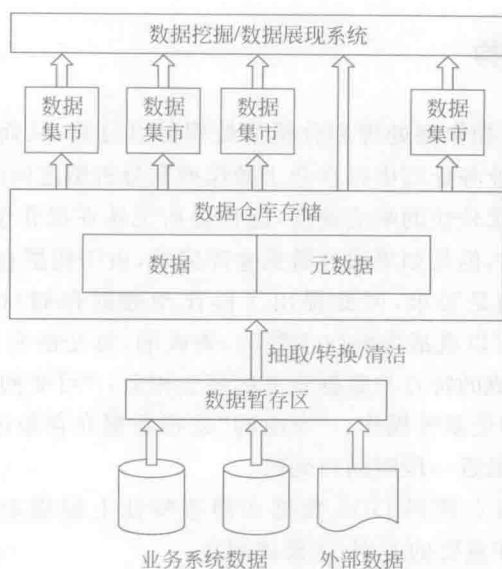 数据挖掘/数据展现系统
数据
集市
数据
集市
数据
集市
数据
集市
数据仓库存储
数据
元数据
抽取/转换/清洁
数据暂存区
业务系统数据
外部数据